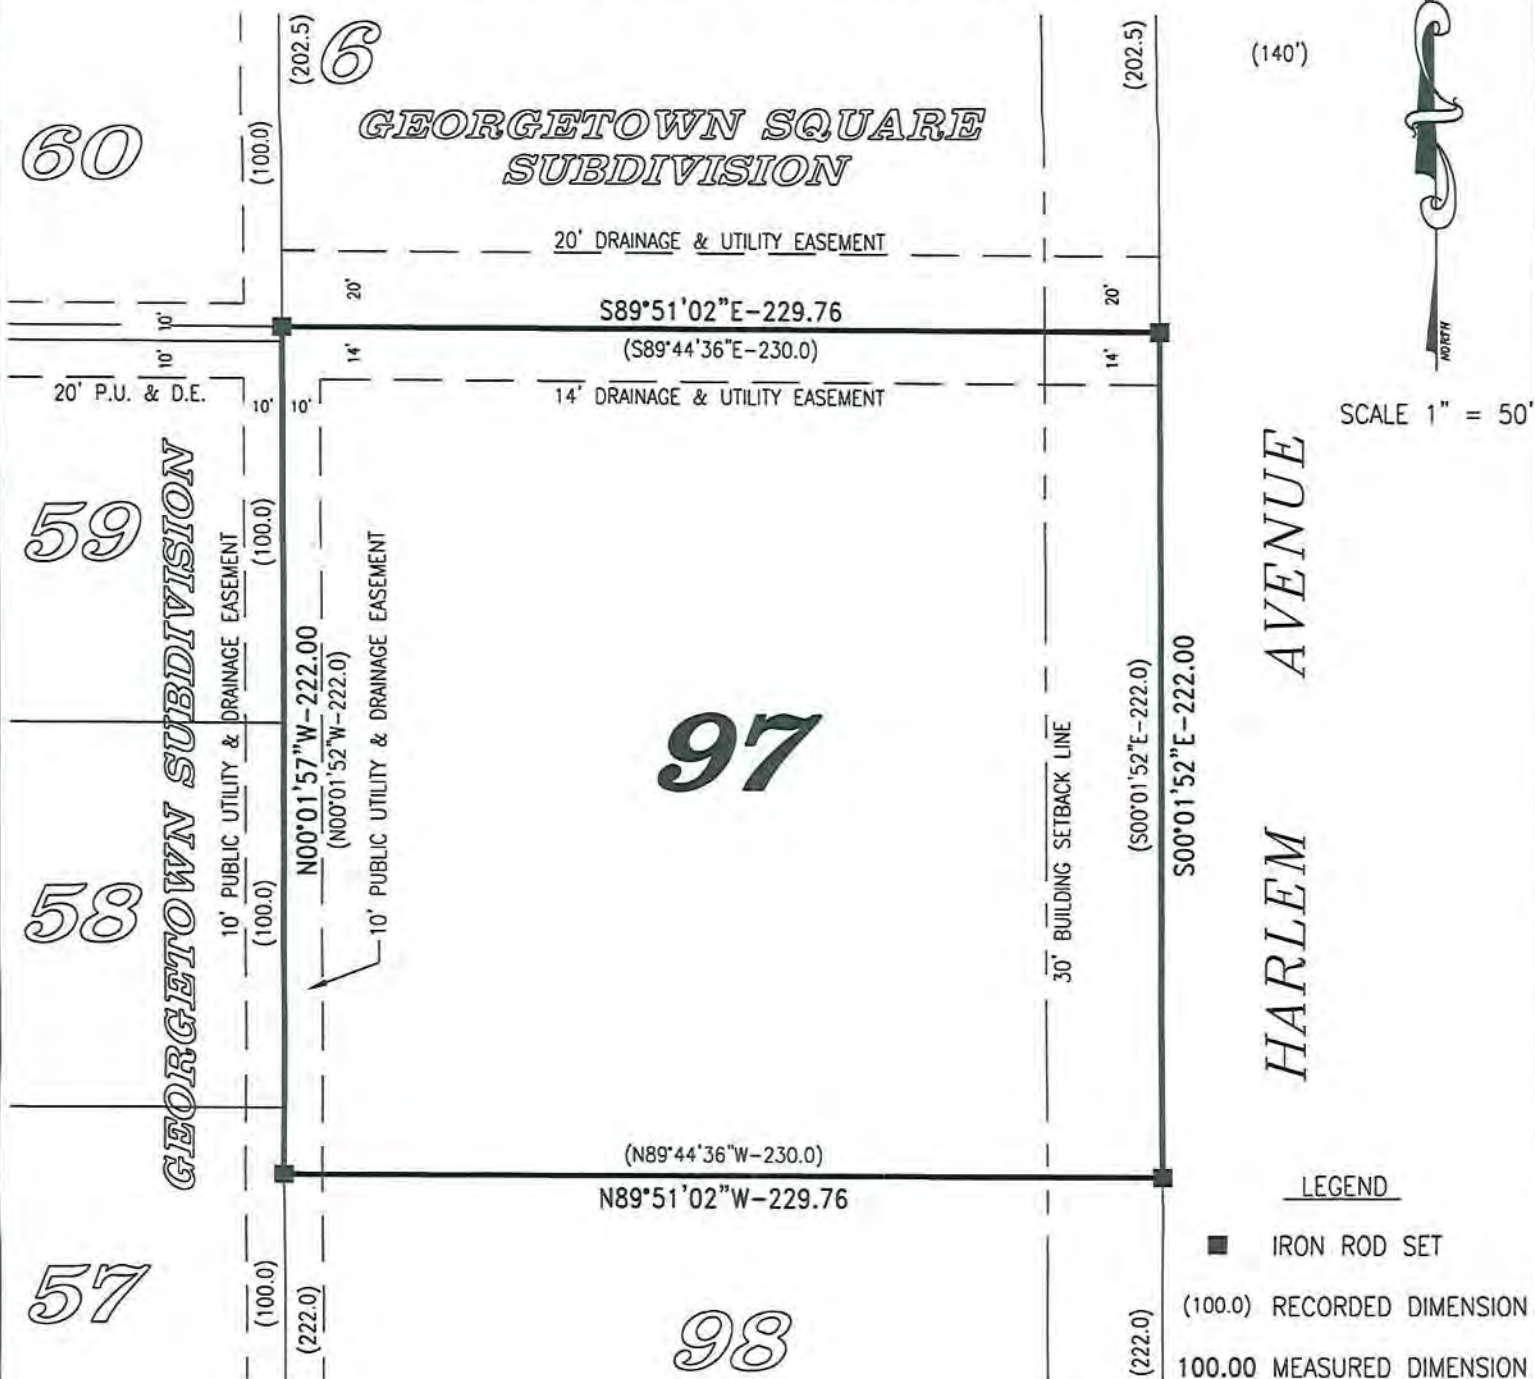 (202.5)
6
(202.5)
(140')
60
(100.0)
GEORGETOWN SQUARE
SUBDIVISION
20' DRAINAGE & UTILITY EASEMENT
20'
20'
NORTH
S89°51'02"E-229.76
(S89°44'36"E-230.0)
10'
10'
14'
14'
20' P.U. & D.E.
10'
10'
14' DRAINAGE & UTILITY EASEMENT
SCALE 1" = 50'
59
(100.0)
GEORGETOWN SUBDIVISION
10' PUBLIC UTILITY & DRAINAGE EASEMENT
N00°01'57"W-222.00
(N00°01'52"W-222.0)
10' PUBLIC UTILITY & DRAINAGE EASEMENT
97
30' BUILDING SETBACK LINE
(S00°01'52"E-222.0)
S00°01'52"E-222.00
HARLEM AVENUE
58
(100.0)
(N89°44'36"W-230.0)
N89°51'02"W-229.76
57
(100.0)
(222.0)
98
(222.0)
LEGEND
IRON ROD SET
(100.0) RECORDED DIMENSION
100.00 MEASURED DIMENSION